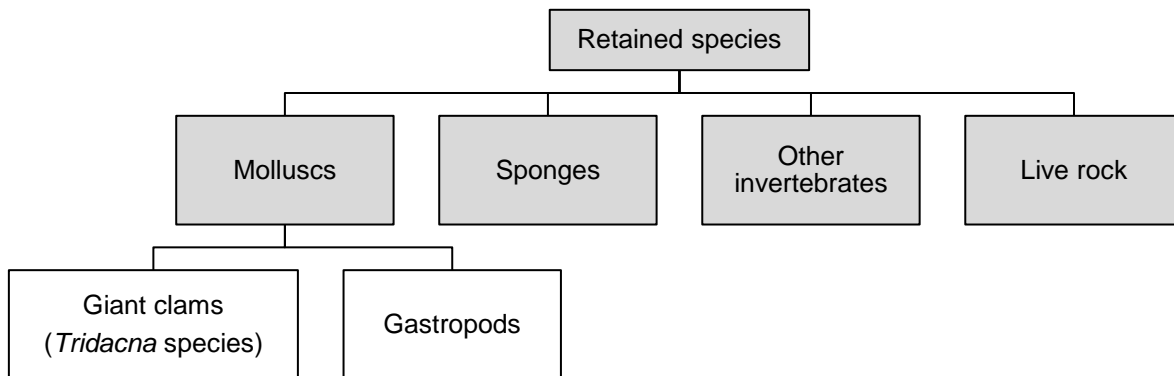 Retained species
Molluscs
Sponges
Other
invertebrates
Live rock
Giant clams
(Tridacna species)
Gastropods